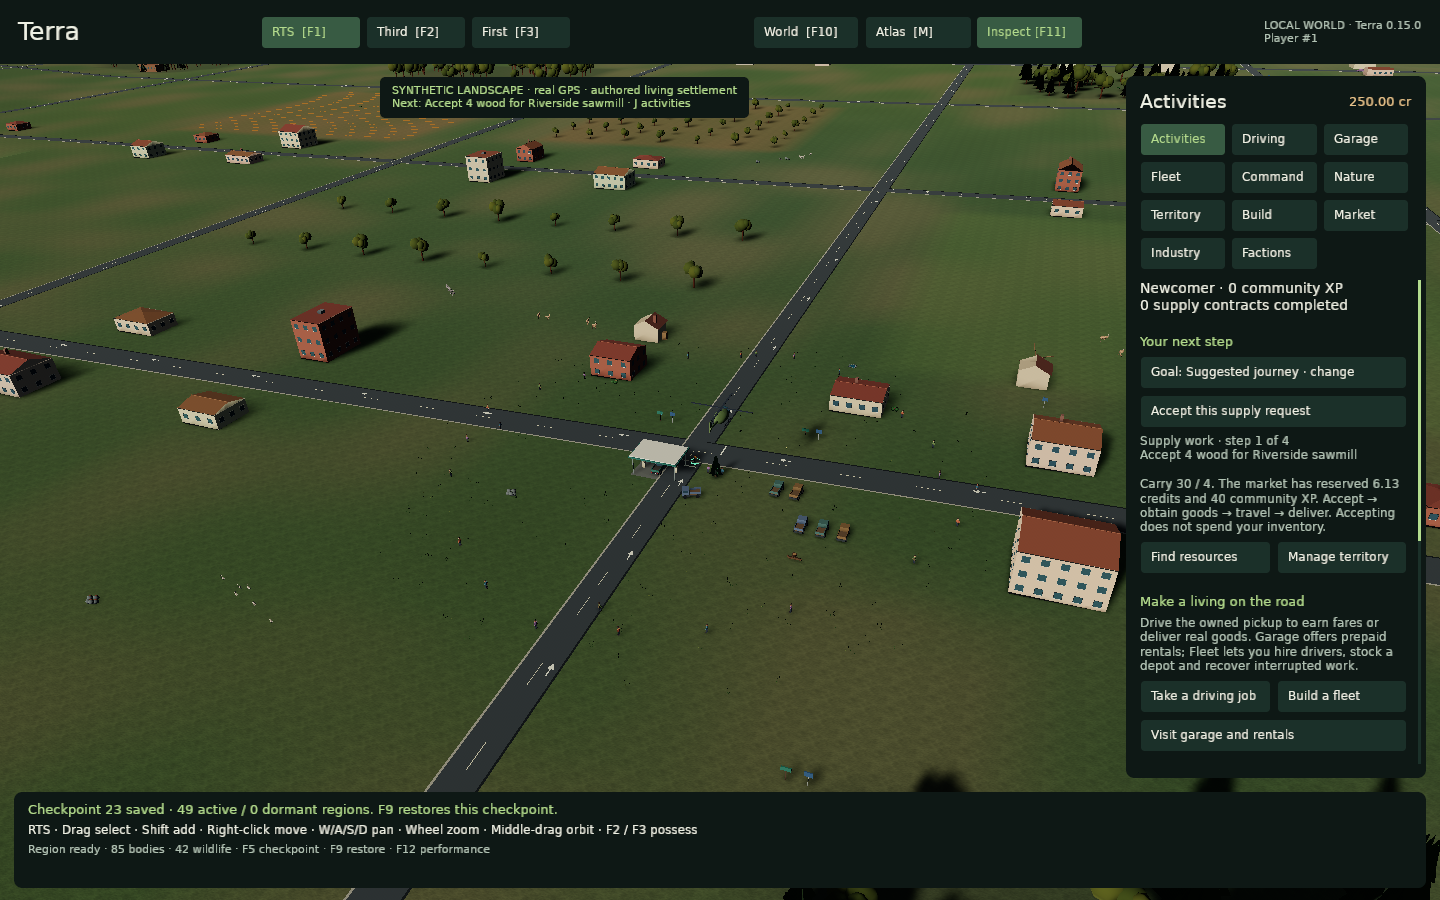 Terra
RTS [F1]
Third [F2]
First [F3]
World [F10]
Atlas [M]
Inspect [F11]
LOCAL WORLD · Terra 0.15.0
Player #1
SYNTHETIC LANDSCAPE · real GPS · authored living settlement
Next: Accept 4 wood for Riverside sawmill · J activities
Activities
250.00 cr
Activities
Driving
Garage
Fleet
Command
Nature
Territory
Build
Market
Industry
Factions
Newcomer · 0 community XP
0 supply contracts completed
Your next step
Goal: Suggested journey · change
Accept this supply request
Supply work · step 1 of 4
Accept 4 wood for Riverside sawmill
Carry 30 / 4. The market has reserved 6.13
credits and 40 community XP. Accept →
obtain goods → travel → deliver. Accepting
does not spend your inventory.
Find resources
Manage territory
Make a living on the road
Drive the owned pickup to earn fares or
deliver real goods. Garage offers prepaid
rentals; Fleet lets you hire drivers, stock a
depot and recover interrupted work.
Take a driving job
Build a fleet
Visit garage and rentals
Checkpoint 23 saved · 49 active / 0 dormant regions. F9 restores this checkpoint.
RTS · Drag select · Shift add · Right-click move · W/A/S/D pan · Wheel zoom · Middle-drag orbit · F2 / F3 possess
Region ready · 85 bodies · 42 wildlife · F5 checkpoint · F9 restore · F12 performance